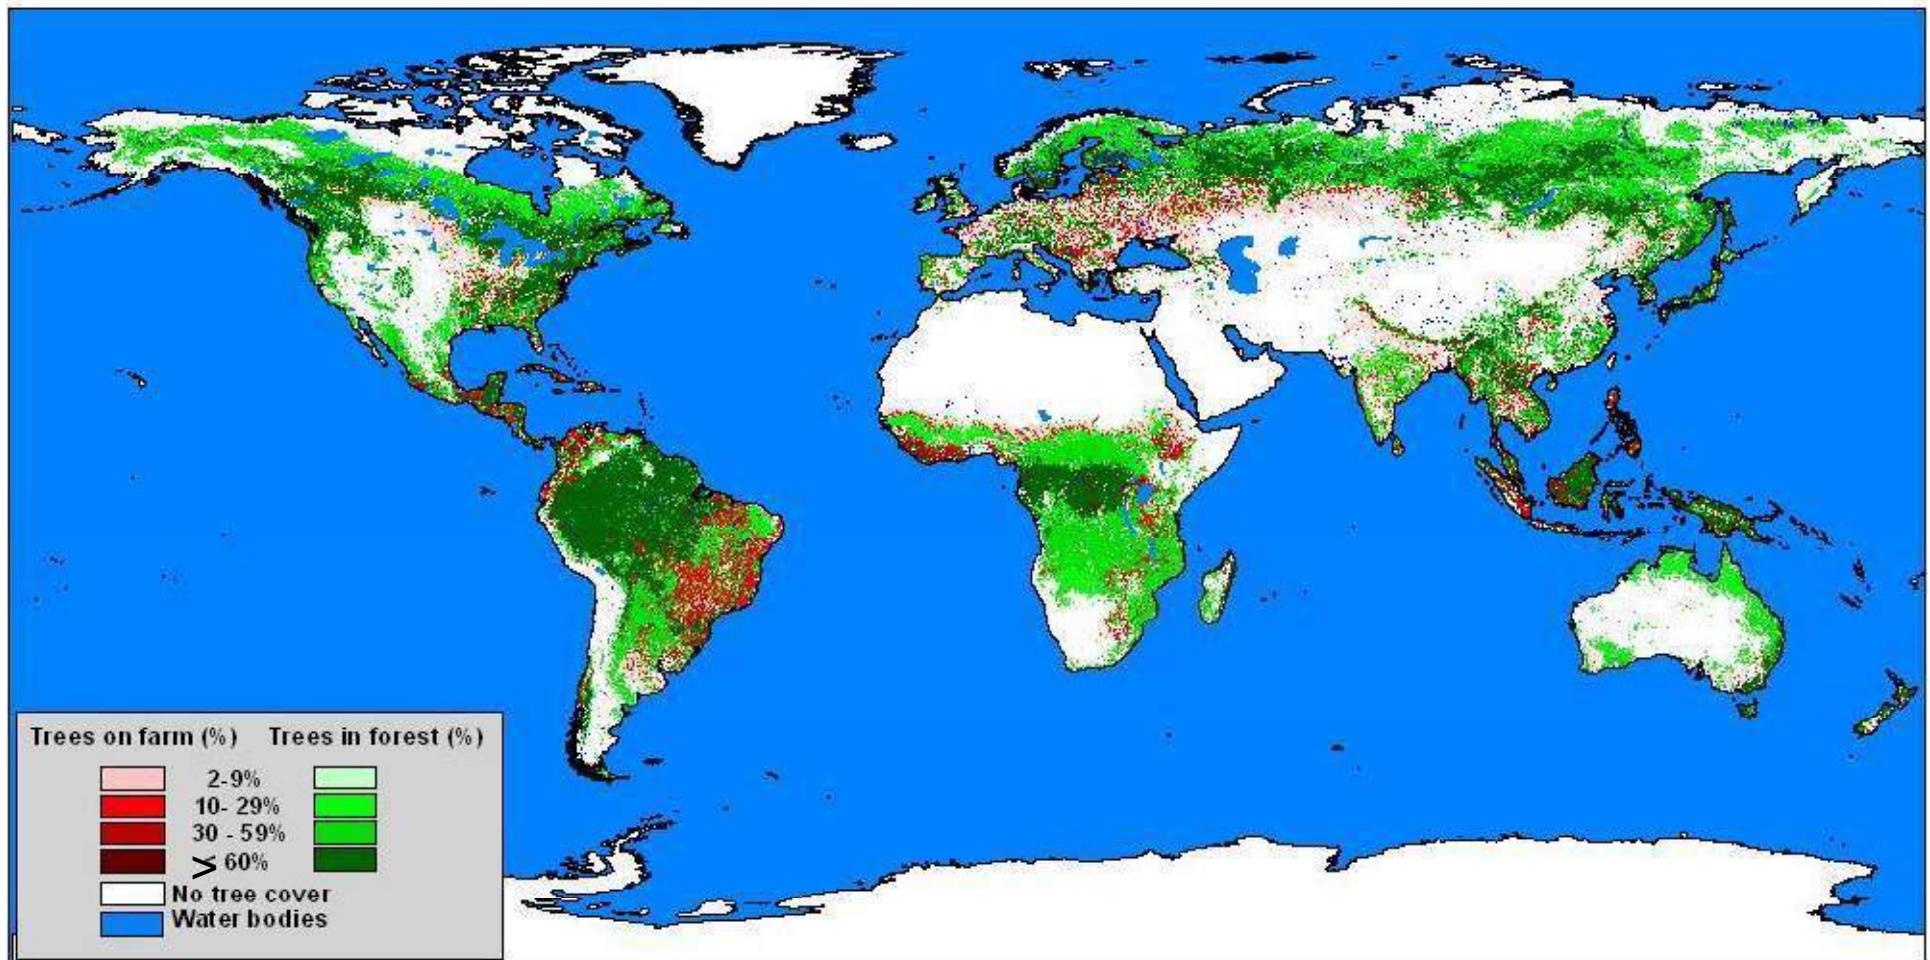 Trees on farm (%) Trees in forest (%)
2-9%
10- 29%
30 - 59%
≥ 60%
No tree cover
Water bodies